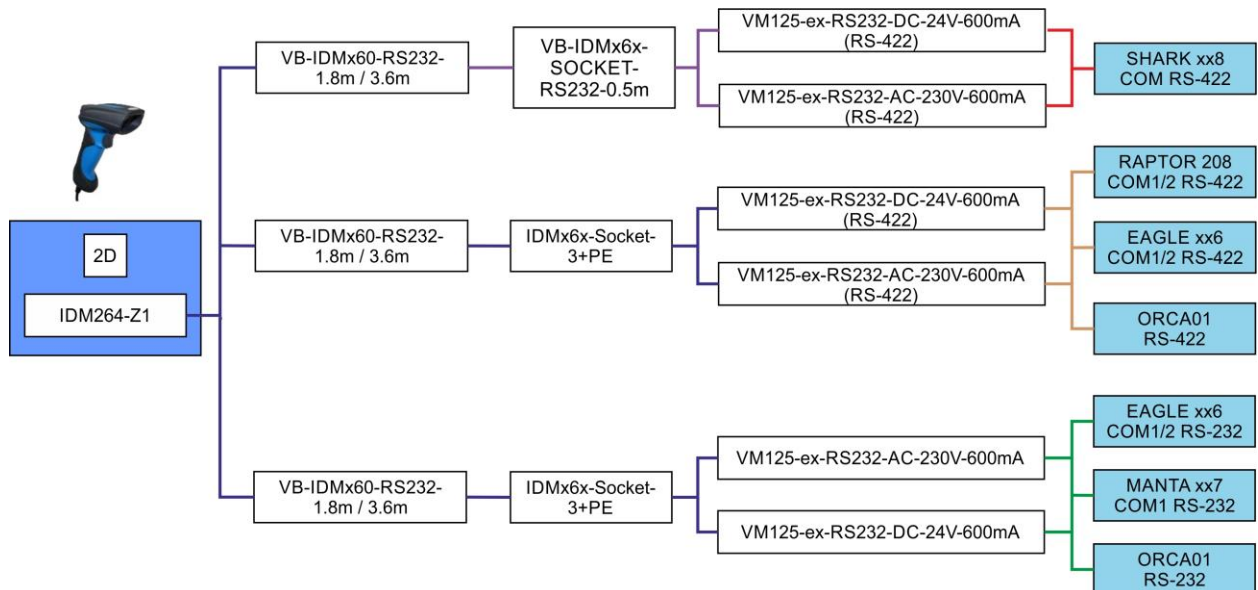 VB-IDMx60-RS232-
1.8m / 3.6m
VB-IDMx6x-
SOCKET-
RS232-0.5m
VM125-ex-RS232-DC-24V-600mA
(RS-422)
VM125-ex-RS232-AC-230V-600mA
(RS-422)
SHARK xx8
COM RS-422
2D
IDM264-Z1
VB-IDMx60-RS232-
1.8m / 3.6m
IDMx6x-Socket-
3+PE
VM125-ex-RS232-DC-24V-600mA
(RS-422)
VM125-ex-RS232-AC-230V-600mA
(RS-422)
RAPTOR 208
COM1/2 RS-422
EAGLE xx6
COM1/2 RS-422
ORCA01
RS-422
VB-IDMx60-RS232-
1.8m / 3.6m
IDMx6x-Socket-
3+PE
VM125-ex-RS232-AC-230V-600mA
VM125-ex-RS232-DC-24V-600mA
EAGLE xx6
COM1/2 RS-232
MANTA xx7
COM1 RS-232
ORCA01
RS-232